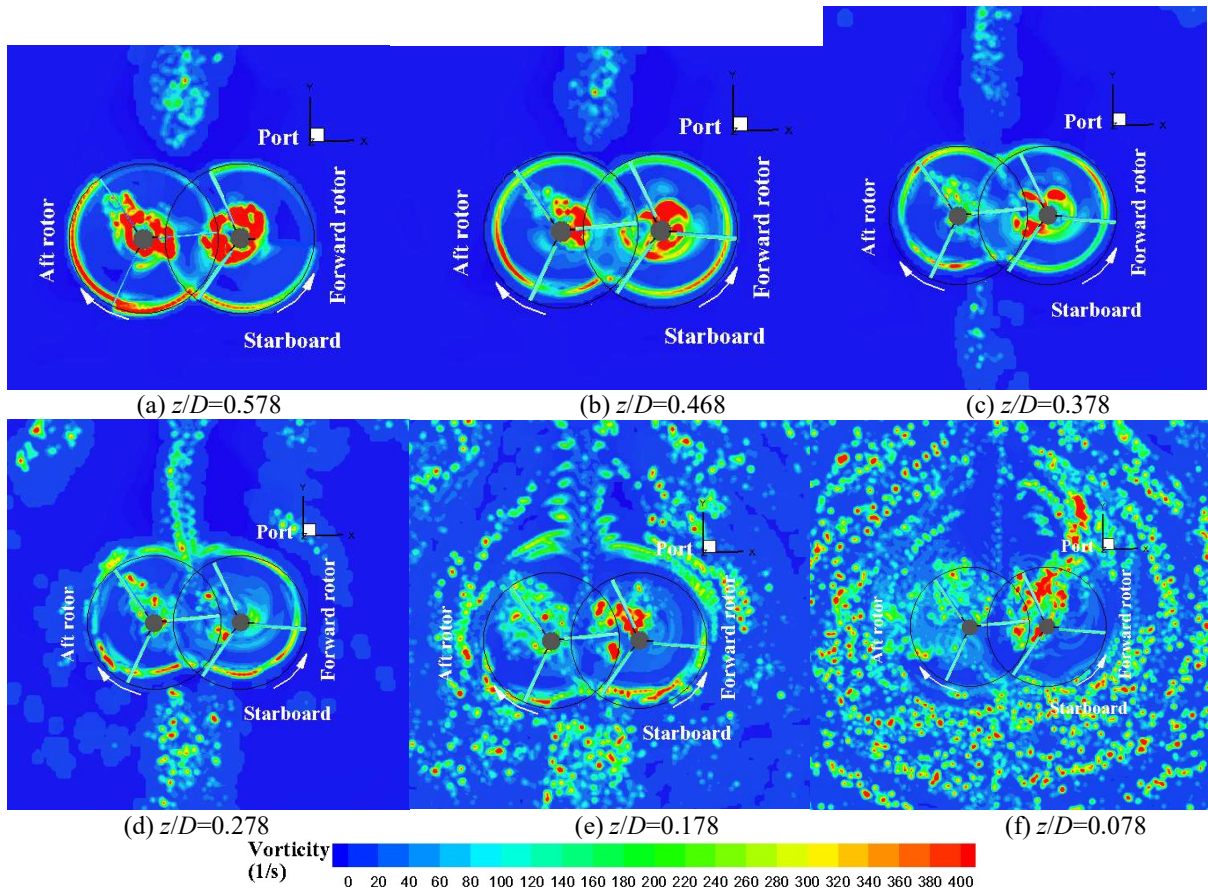 Y
Port
Z
X
Aft rotor
Forward rotor
Starboard
(a) z/D=0.578
Y
Port
Z
X
Aft rotor
Forward rotor
Starboard
(b) z/D=0.468
Y
Port
Z
X
Aft rotor
Forward rotor
Starboard
(c) z/D=0.378
Y
Port
Z
X
Aft rotor
Forward rotor
Starboard
(d) z/D=0.278
Y
Port
Z
X
Aft rotor
Forward rotor
Starboard
(e) z/D=0.178
Y
Port
Z
X
Aft rotor
Forward rotor
Starboard
(f) z/D=0.078
Vorticity
(1/s)
0 20 40 60 80 100 120 140 160 180 200 220 240 260 280 300 320 340 360 380 400